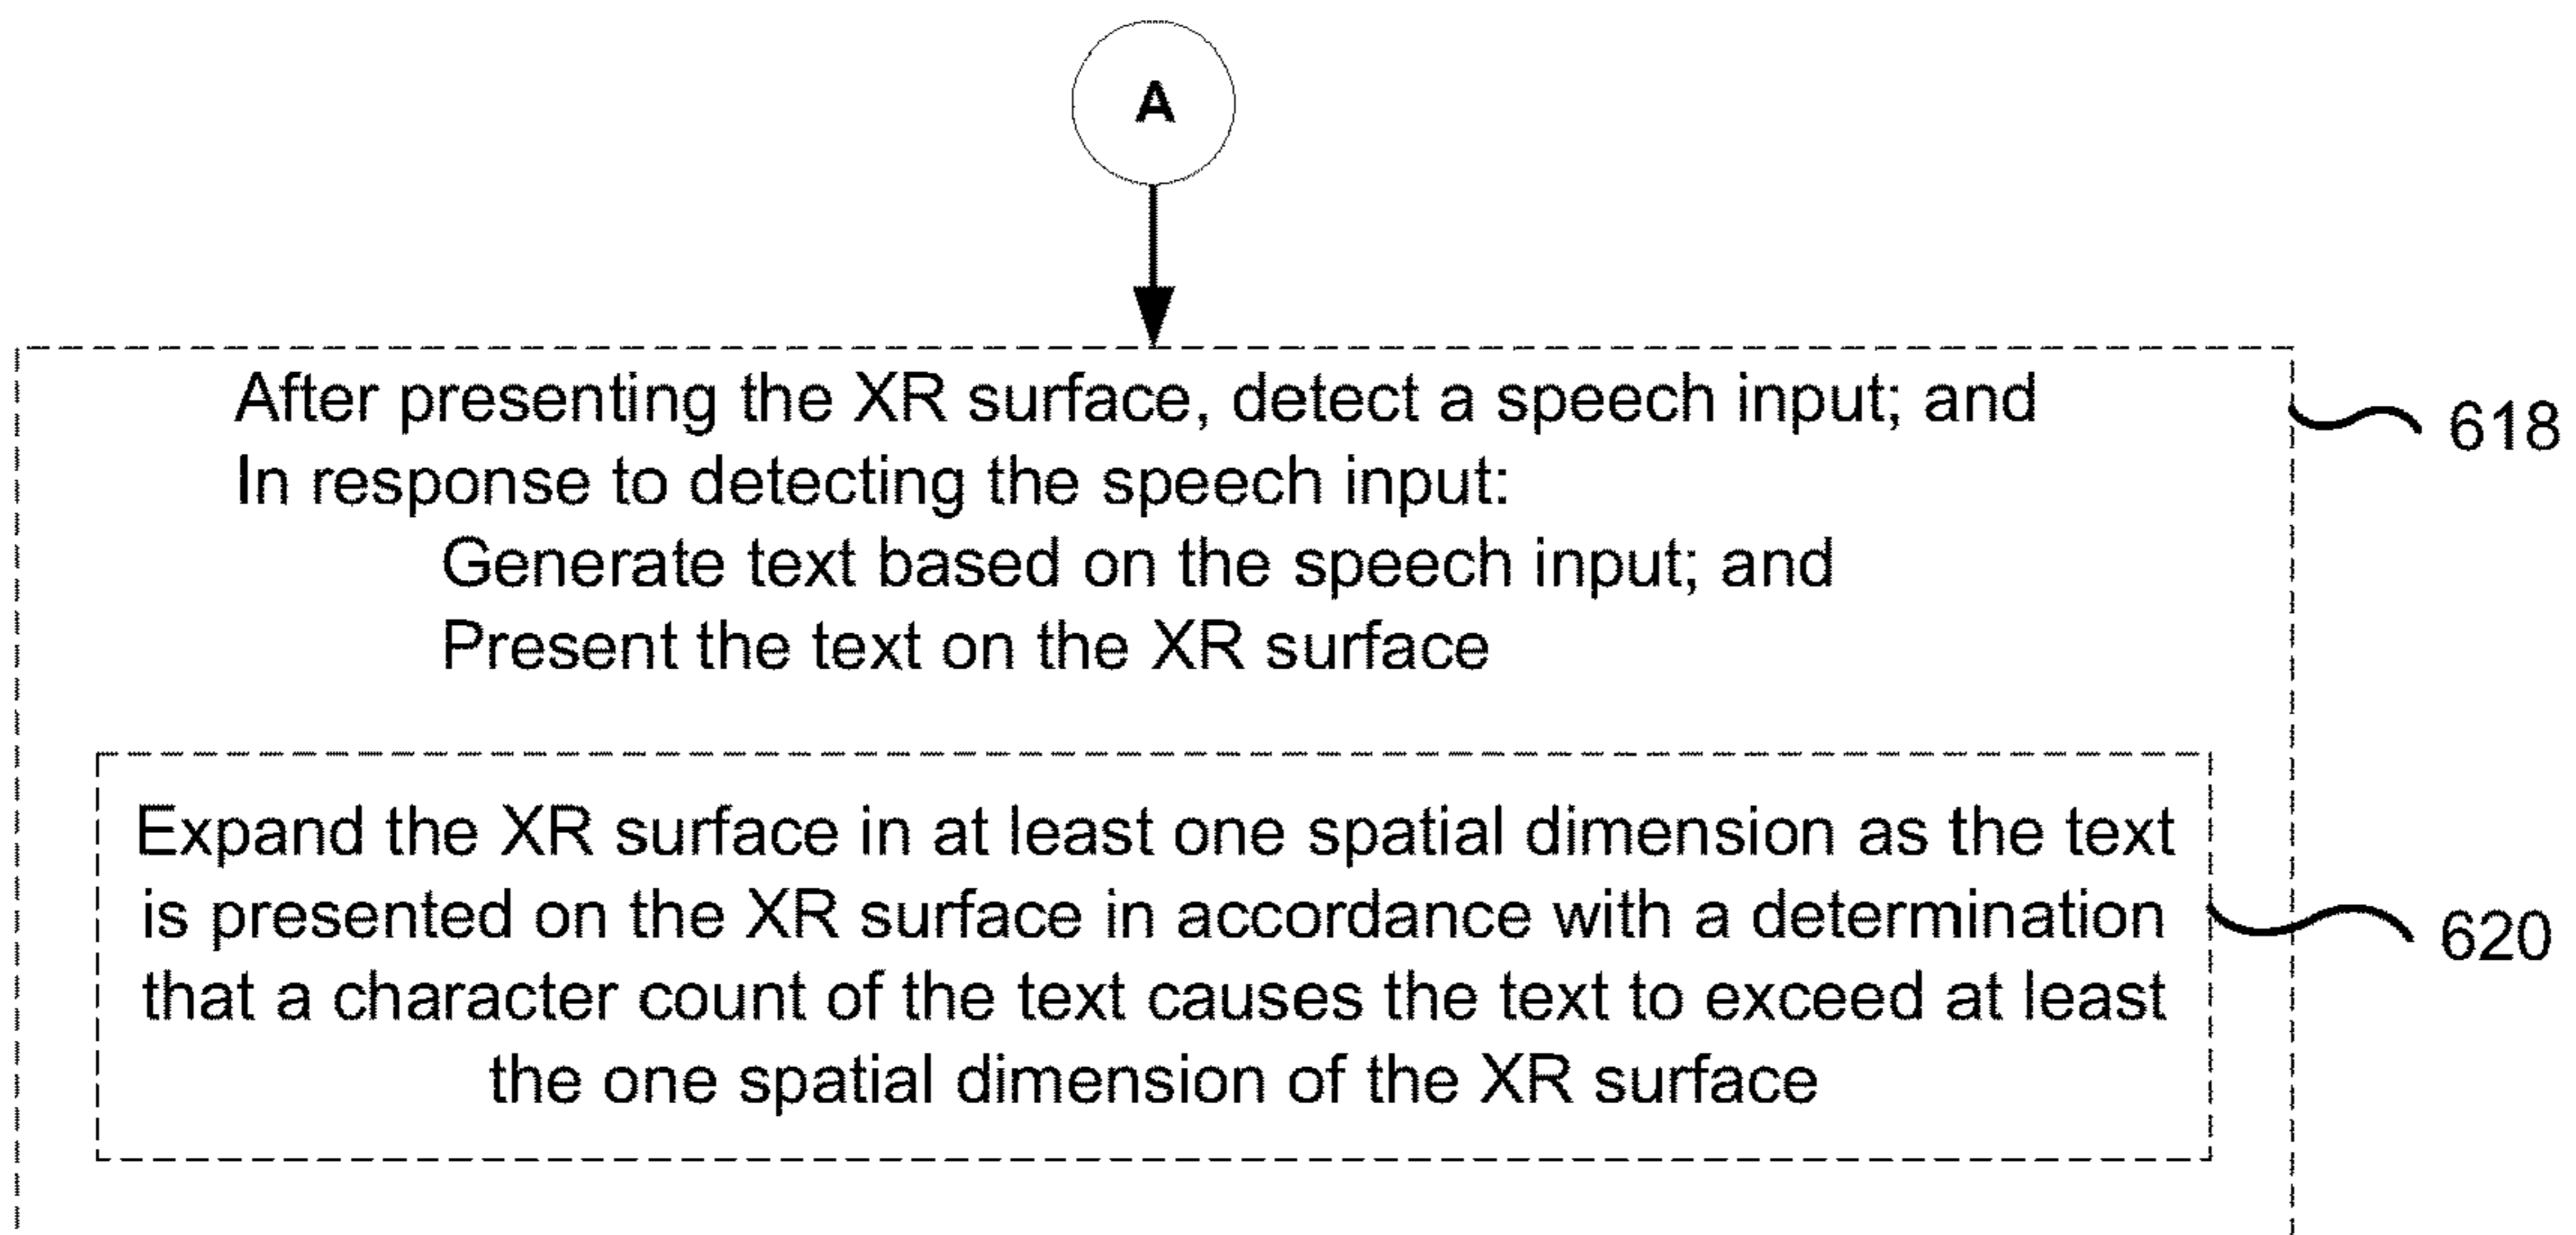 A
After presenting the XR surface, detect a speech input; and
618
In response to detecting the speech input:
Generate text based on the speech input; and
Present the text on the XR surface
Expand the XR surface in at least one spatial dimension as the text
is presented on the XR surface in accordance with a determination
620
that a character count of the text causes the text to exceed at least
the one spatial dimension of the XR surface